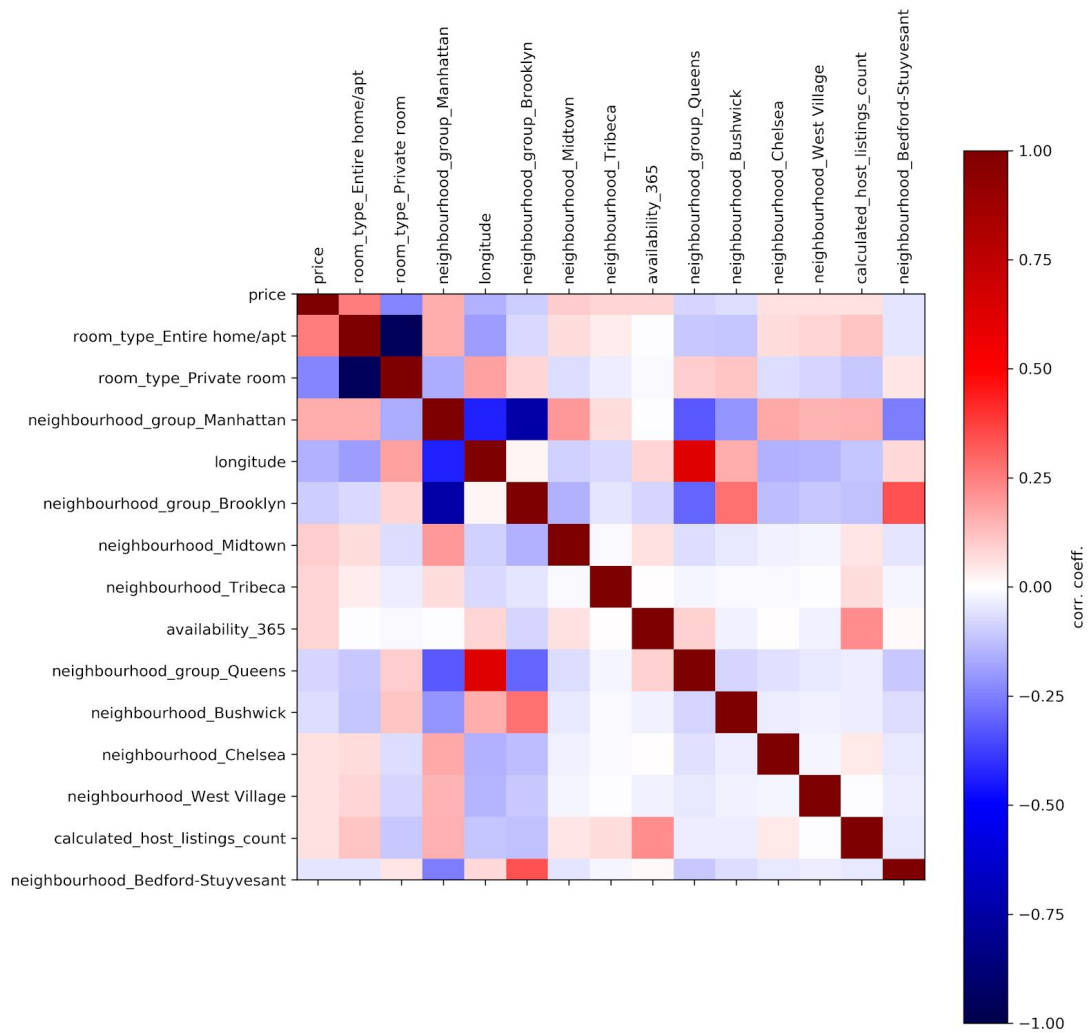 price
room_type_Entire home/apt
room_type_Private room
neighbourhood_group_Manhattan
longitude
neighbourhood_group_Brooklyn
neighbourhood_Midtown
neighbourhood_Tribeca
availability_365
neighbourhood_group_Queens
neighbourhood_Bushwick
neighbourhood_Chelsea
neighbourhood_West Village
calculated_host_listings_count
neighbourhood_Bedford-Stuyvesant
price
room_type_Entire home/apt
room_type_Private room
neighbourhood_group_Manhattan
longitude
neighbourhood_group_Brooklyn
neighbourhood_Midtown
neighbourhood_Tribeca
availability_365
neighbourhood_group_Queens
neighbourhood_Bushwick
neighbourhood_Chelsea
neighbourhood_West Village
calculated_host_listings_count
neighbourhood_Bedford-Stuyvesant
1.00
0.75
0.50
0.25
0.00
−0.25
−0.50
−0.75
−1.00
corr. coeff.